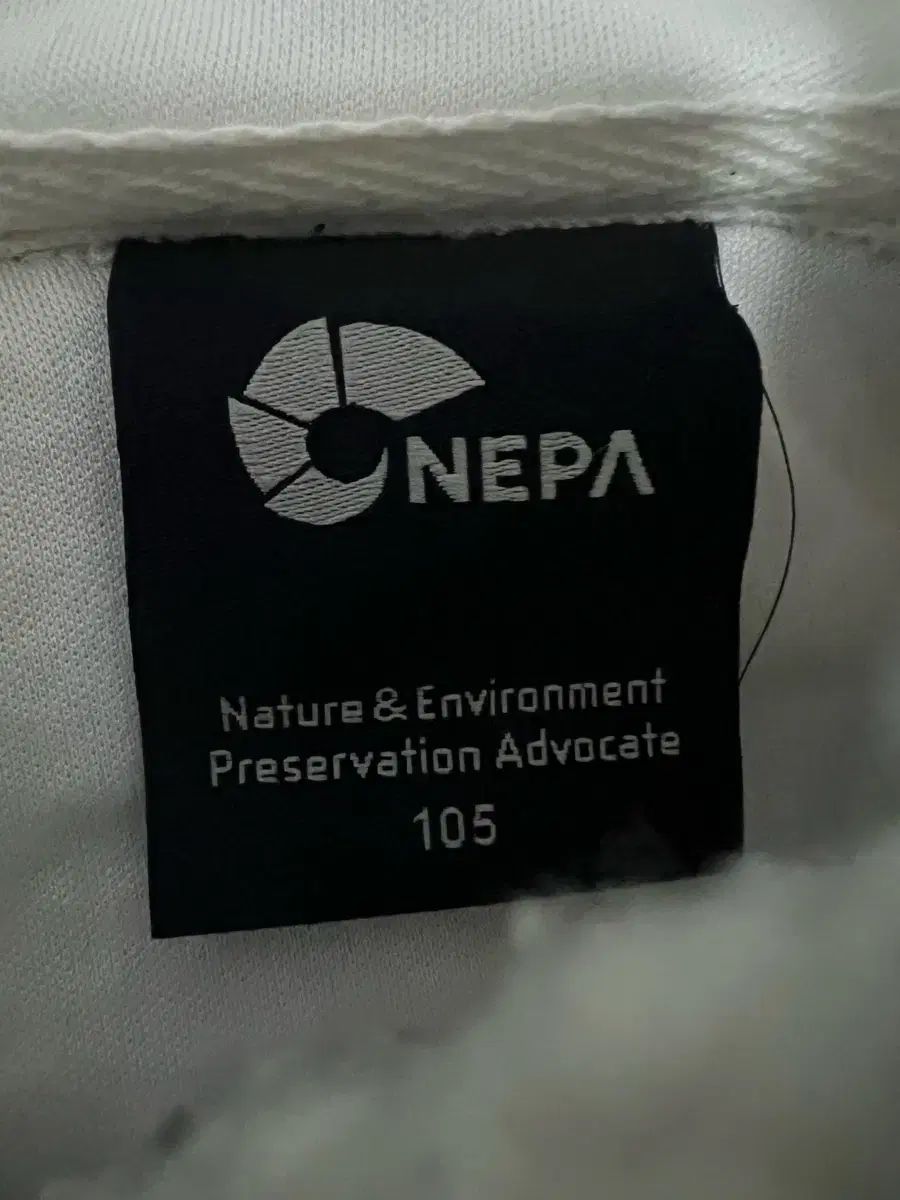 NEPA
Nature & Environment
Preservation Advocate
105